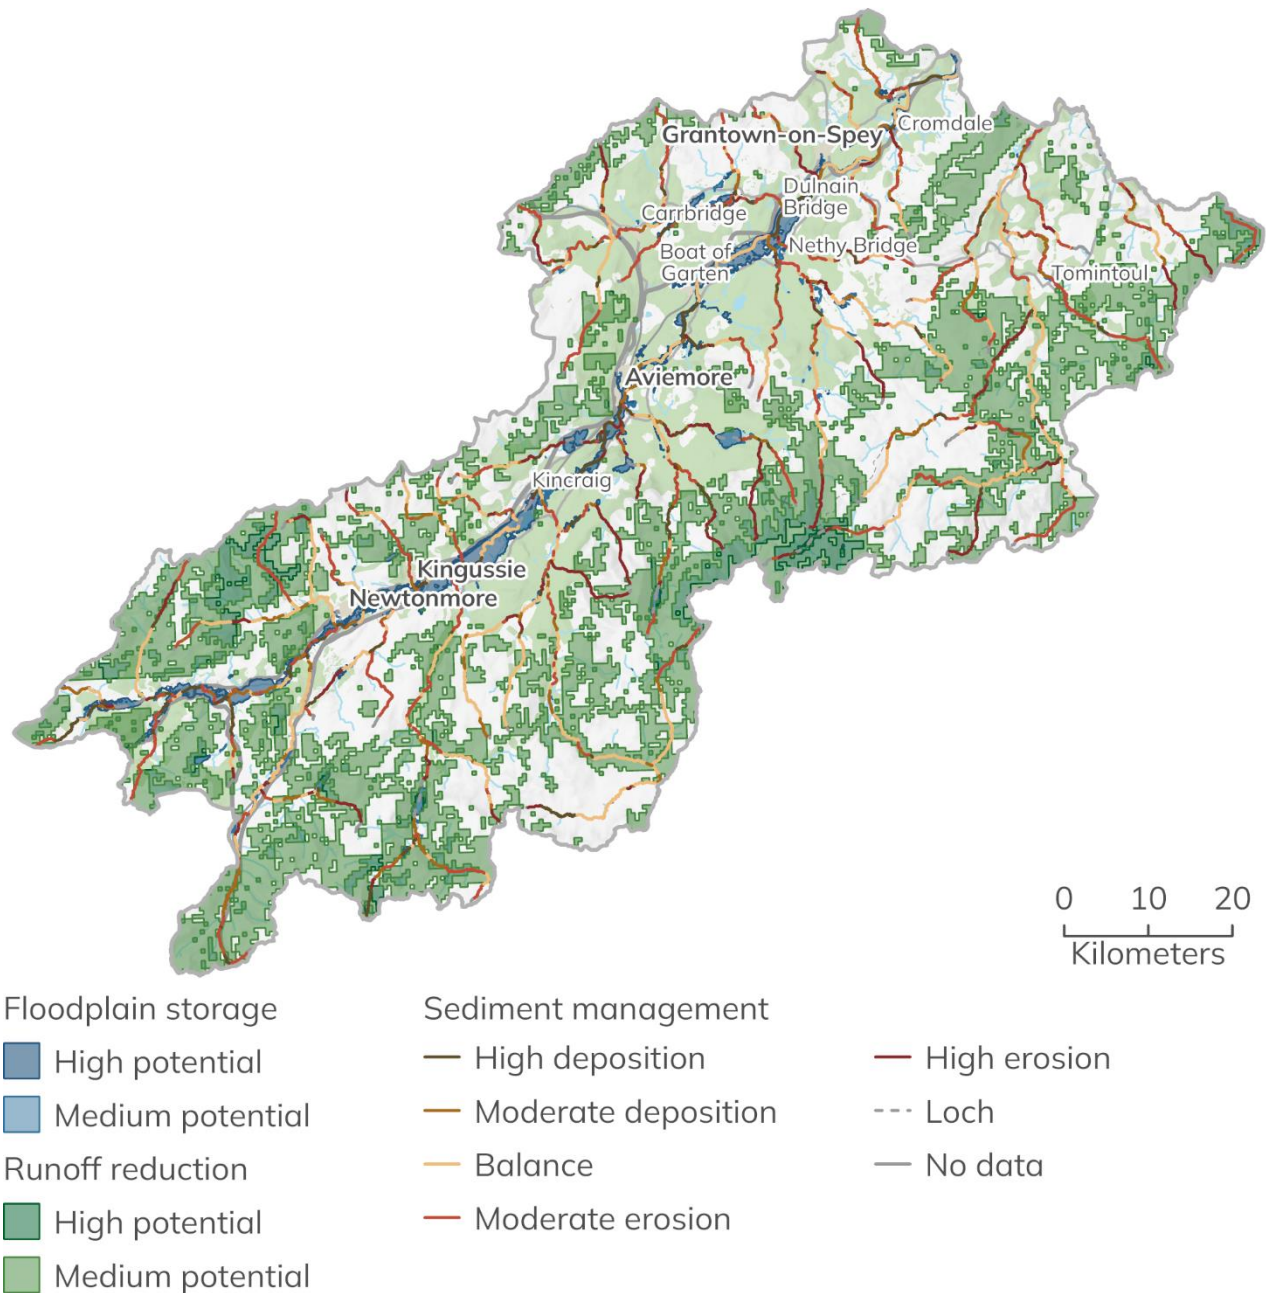 Grantown-on-Spey
Cromdale
Dulnain
Bridge
Carrbridge
Boat of
Garten
Nethy Bridge
Tomintoul
Aviemore
Kincraig
Kingussie
Newtonmore
0 10 20
Kilometers
Floodplain storage
High potential
Medium potential
Runoff reduction
High potential
Medium potential
Sediment management
High deposition
Moderate deposition
Balance
Moderate erosion
High erosion
Loch
No data